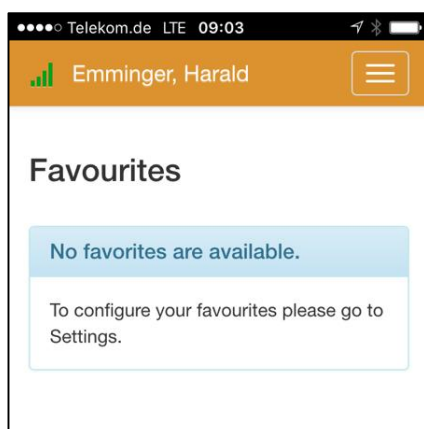 Telekom.de LTE 09:03
Emminger, Harald
Favourites
No favorites are available.
To configure your favourites please go to
Settings.